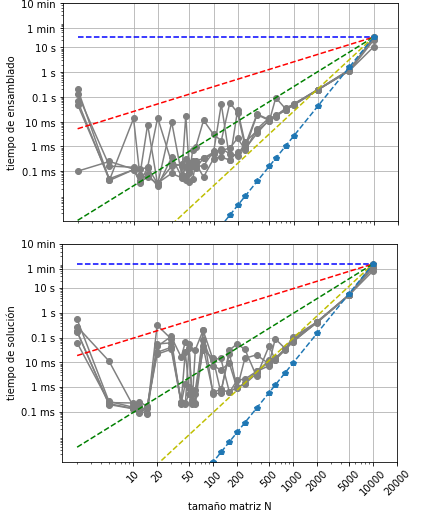 10 min
1 min
10 s
1 s
0.1 s
10 ms
1 ms
0.1 ms
tiempo de ensamblado
10 min
1 min
10 s
1 s
0.1 s
10 ms
1 ms
0.1 ms
tiempo de solución
10
20
50
100
200
500
1000
2000
5000
10000
20000
tamaño matriz N